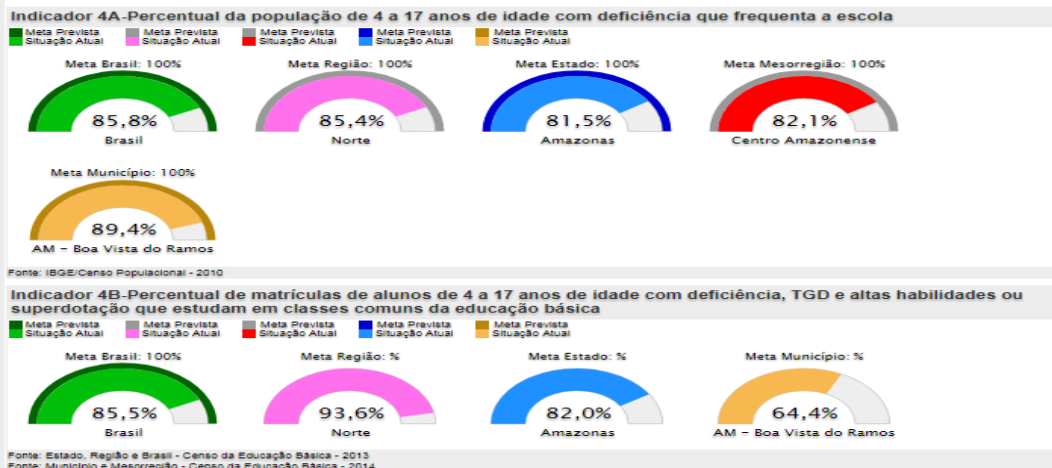 Indicador 4A-Percentual da população de 4 a 17 anos de idade com deficiência que frequenta a escola
Meta Prevista Meta Prevista Meta Prevista Meta Prevista Meta Prevista
Situação Atual Situação Atual Situação Atual Situação Atual Situação Atual
Meta Brasil: 100% Meta Região: 100% Meta Estado: 100% Meta Mesorregião: 100%
85,8% 85,4% 81,5% 82,1%
Brasil Norte Amazonas Centro Amazonense
Meta Município: 100%
89,4%
AM - Boa Vista do Ramos
Fonte: IBGE/Censo Populacional - 2010
Indicador 4B-Percentual de matrículas de alunos de 4 a 17 anos de idade com deficiência, TGD e altas habilidades ou
superdotação que estudam em classes comuns da educação básica
Meta Prevista Meta Prevista Meta Prevista Meta Prevista Meta Prevista
Situação Atual Situação Atual Situação Atual Situação Atual Situação Atual
Meta Brasil: 100% Meta Região: % Meta Estado: % Meta Município: %
85,5% 93,6% 82,0% 64,4%
Brasil Norte Amazonas AM - Boa Vista do Ramos
Fonte: Estado, Região e Brasil - Censo da Educação Básica - 2013
Fonte: Município e Mesorregião - Censo da Educação Básica - 2014